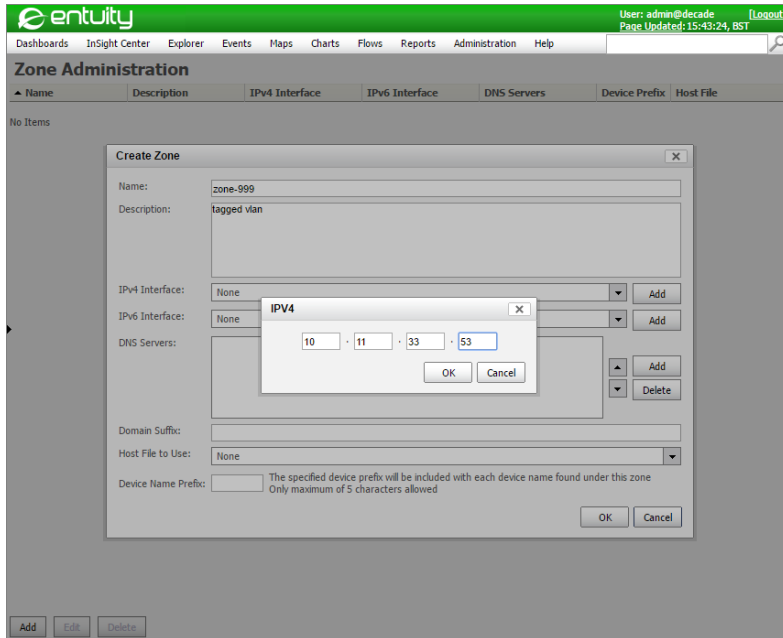 entuity
User: admin@decade [Logout
Page Updated: 15:43:24, BST
Dashboards InSight Center Explorer Events Maps Charts Flows Reports Administration Help
Zone Administration
Name Description IPv4 Interface IPv6 Interface DNS Servers Device Prefix Host File
No Items
Create Zone
Name: zone-999
Description: tagged vlan
IPv4 Interface: None Add
IPV4
IPv6 Interface: None Add
10 . 11 . 33 . 53
DNS Servers: Add
OK Cancel
Delete
Domain Suffix:
Host File to Use: None
Device Name Prefix: The specified device prefix will be included with each device name found under this zone
Only maximum of 5 characters allowed
OK Cancel
Add Edit Delete